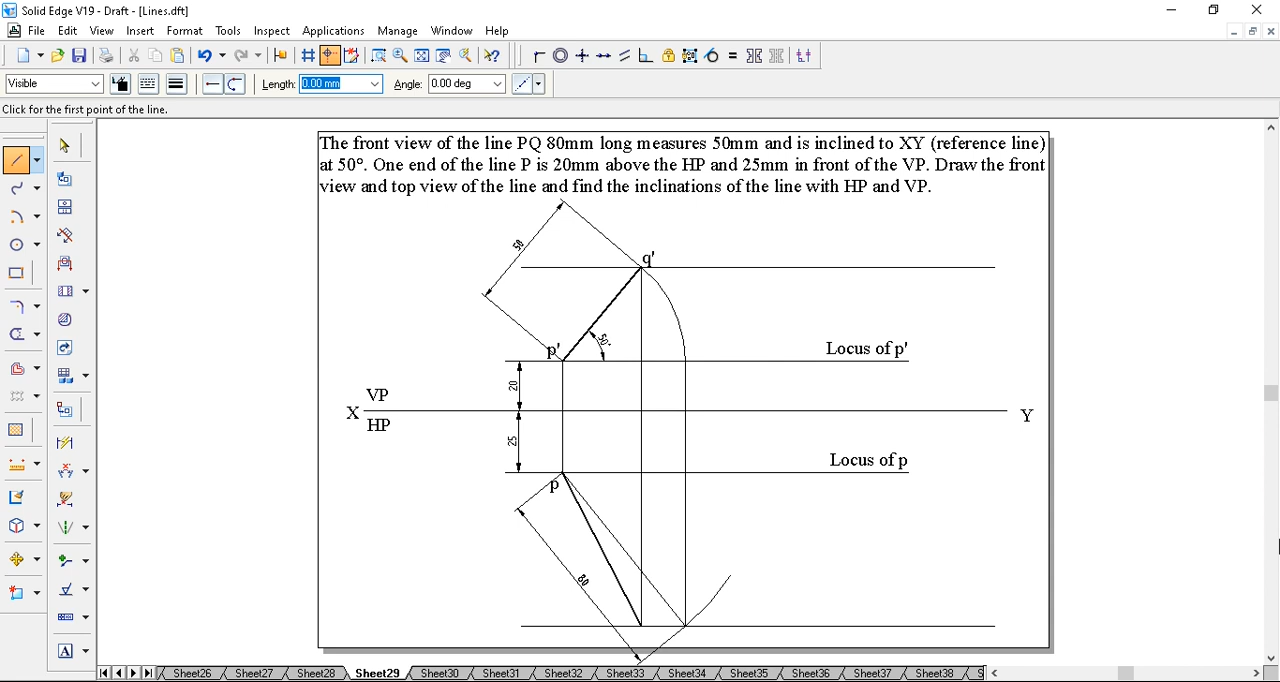 Solid Edge V19 - Draft - [Lines.dft]
File Edit View Insert Format Tools Inspect Applications Manage Window Help
Visible Length: 0.00 mm Angle: 0.00 deg
Click for the first point of the line.
The front view of the line PQ 80mm long measures 50mm and is inclined to XY (reference line)
at 50°. One end of the line P is 20mm above the HP and 25mm in front of the VP. Draw the front
view and top view of the line and find the inclinations of the line with HP and VP.
50
q'
p'
50°
Locus of p'
20
VP
X
Y
HP
25
Locus of p
p
80
A
Sheet26 Sheet27 Sheet28 Sheet29 Sheet30 Sheet31 Sheet32 Sheet33 Sheet34 Sheet35 Sheet36 Sheet37 Sheet38 S